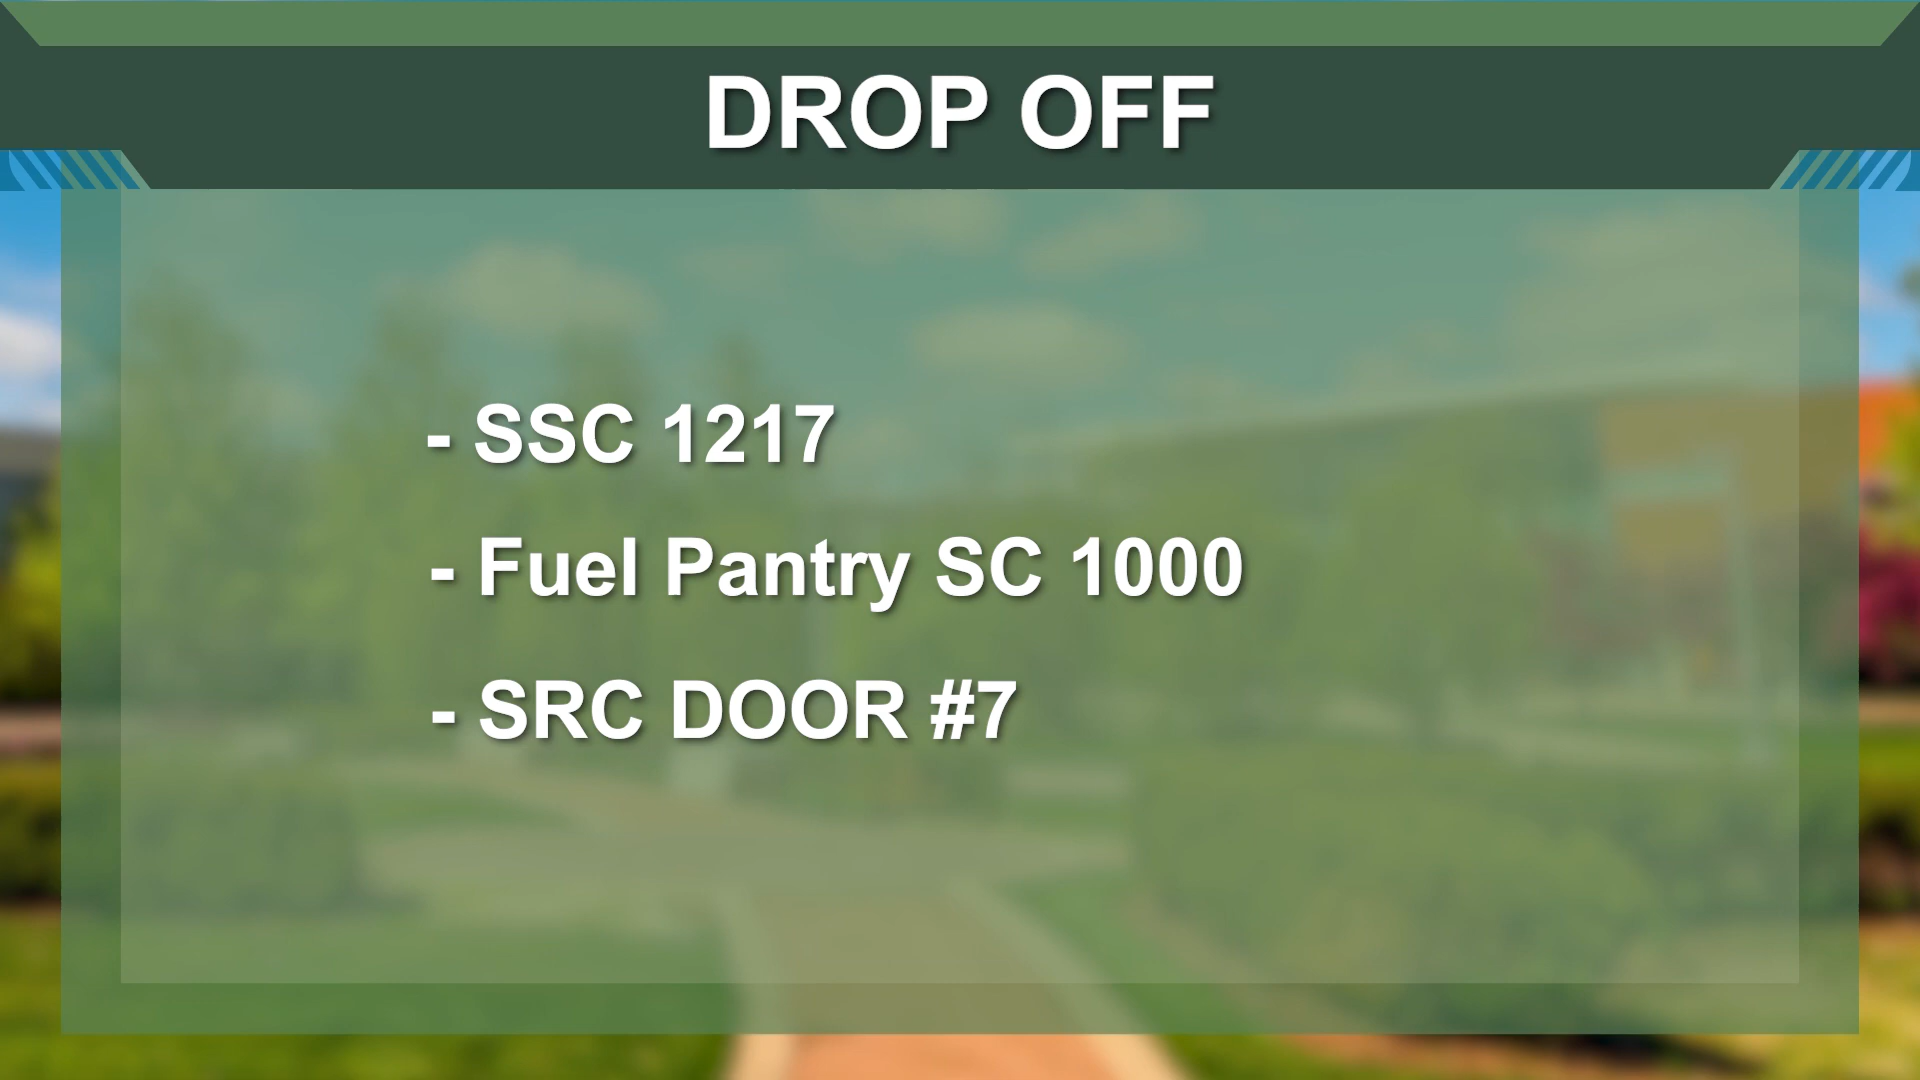 DROP OFF
- SSC 1217
- Fuel Pantry SC 1000
- SRC DOOR #7